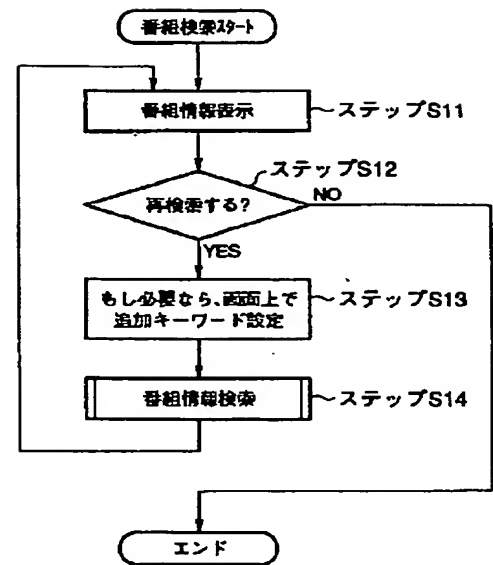 番組検索スタート
番組情報表示
ステップS11
ステップS12
再検索する?
NO
YES
もし必要なら、画面上で
追加キーワード設定
ステップS13
番組情報検索
ステップS14
エンド